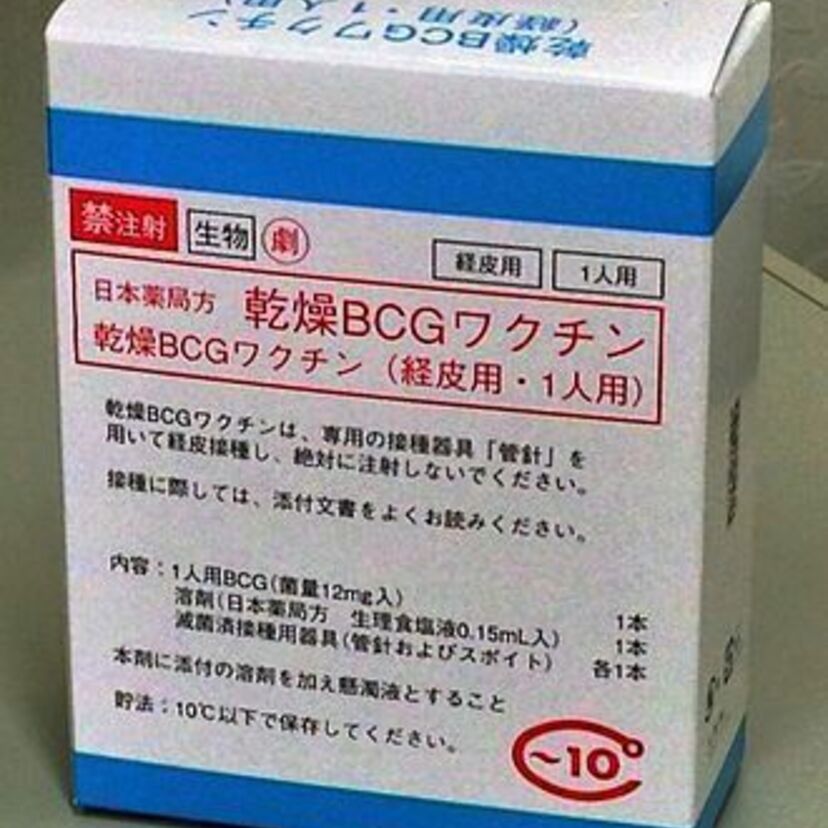 乾燥BCGワクチン
(経皮用・1人用)
禁注射 生物 劇 経皮用 1人用
日本薬局方 乾燥BCGワクチン
乾燥BCGワクチン(経皮用・1人用)
乾燥BCGワクチンは、専用の接種器具「管針」を
用いて経皮接種し、絶対に注射しないでください。
接種に際しては、添付文書をよくお読みください。
内容:1人用BCG(菌量12mg入) 1本
溶剤(日本薬局方 生理食塩液0.15mL入) 1本
滅菌済接種用器具(管針およびスポイト) 各1本
本剤に添付の溶剤を加え懸濁液とすること
貯法:10℃以下で保存してください。
~10°